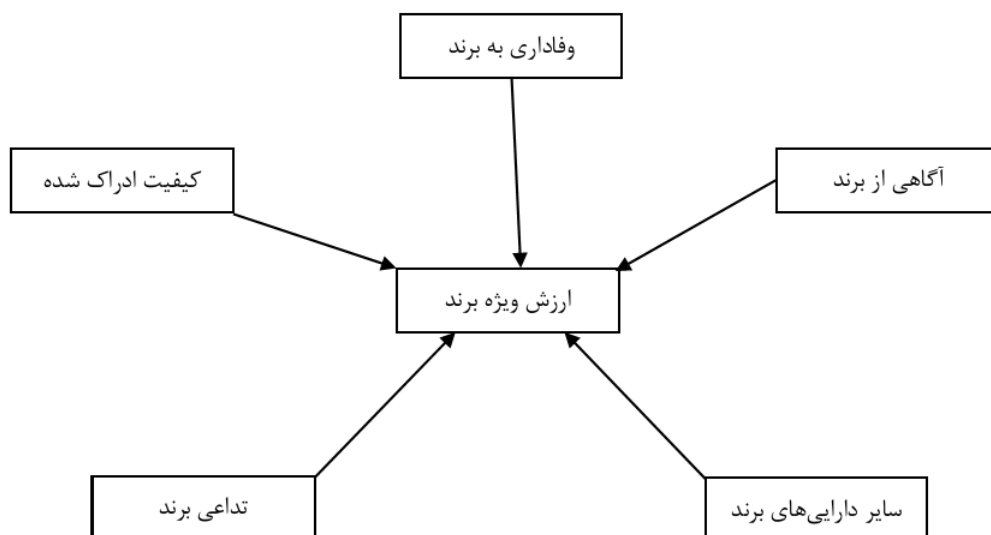 وفاداری به برند
آگاهی از برند
کیفیت ادراک شده
ارزش ویژه برند
سایر دارایی‌های برند
تداعی برند